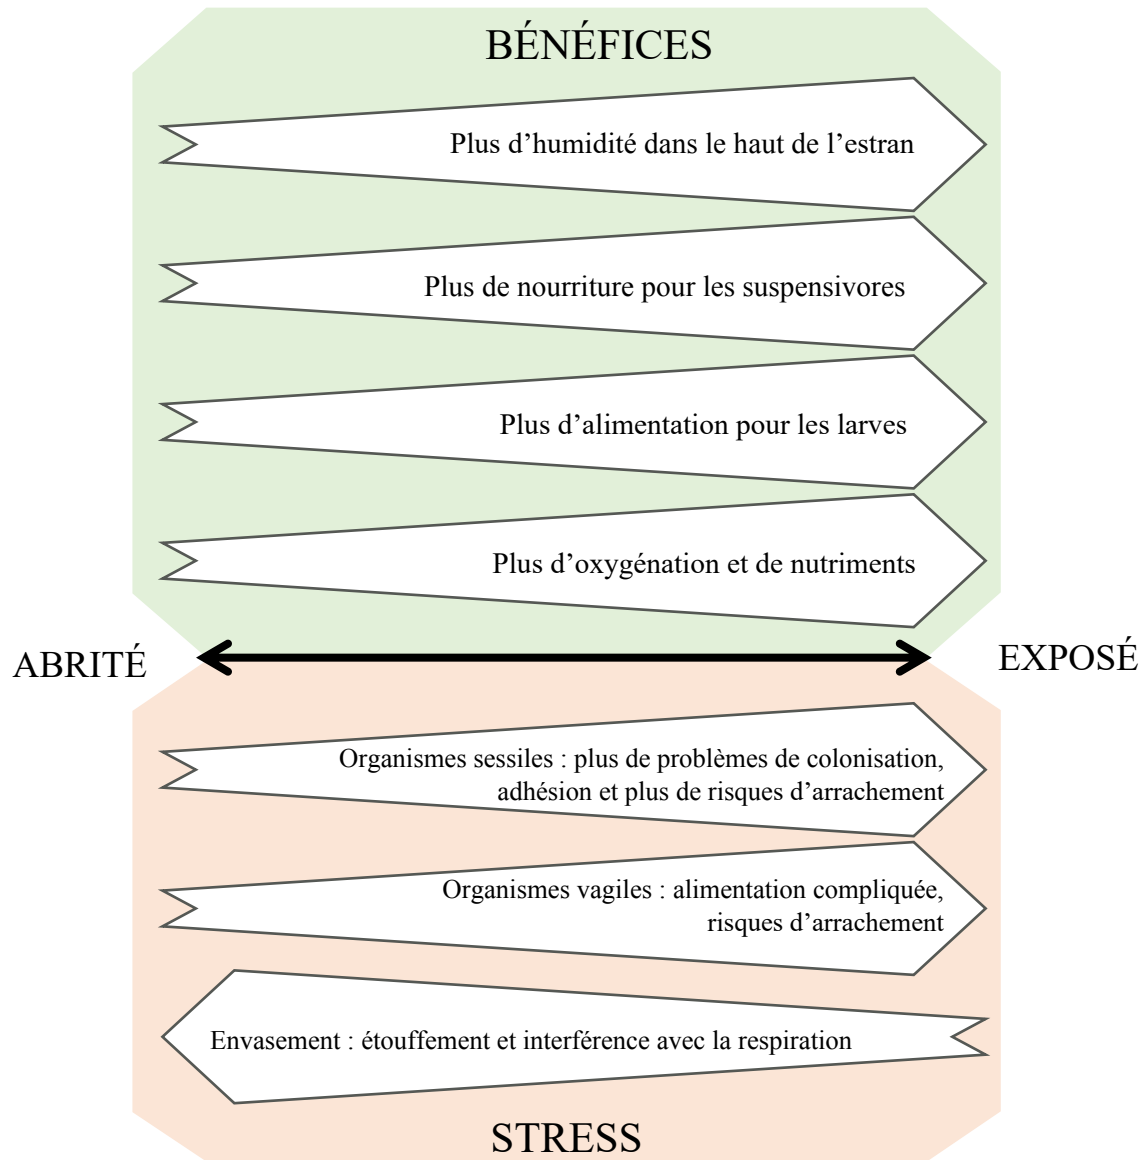 BÉNÉFICES
Plus d’humidité dans le haut de l’estran
Plus de nourriture pour les suspensivores
Plus d’alimentation pour les larves
Plus d’oxygénation et de nutriments
ABRITÉ
EXPOSÉ
Organismes sessiles : plus de problèmes de colonisation,
adhésion et plus de risques d’arrachement
Organismes vagiles : alimentation compliquée,
risques d’arrachement
Envasement : étouffement et interférence avec la respiration
STRESS